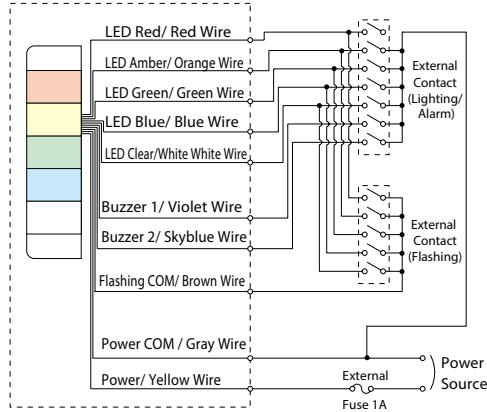 LED Red/ Red Wire
LED Amber/ Orange Wire
LED Green/ Green Wire
LED Blue/ Blue Wire
LED Clear/White White Wire
Buzzer 1/ Violet Wire
Buzzer 2/ Skyblue Wire
Flashing COM/ Brown Wire
Power COM / Gray Wire
Power/ Yellow Wire
External
Contact
(Lighting/
Alarm)
External
Contact
(Flashing)
External
Fuse 1A
Power
Source